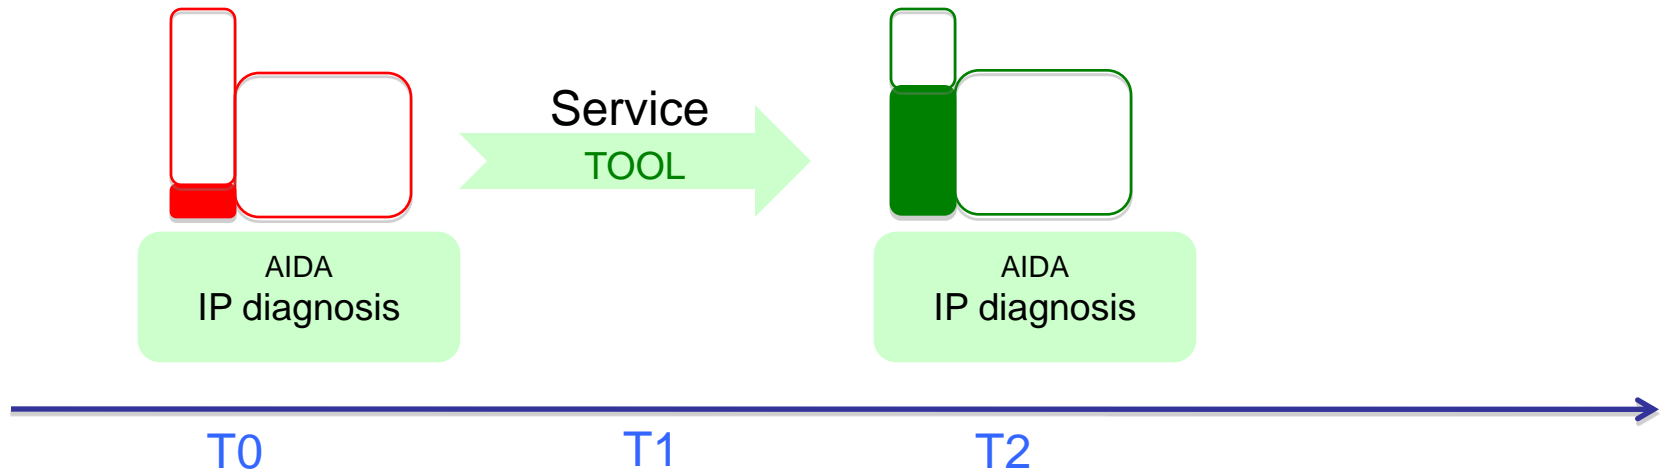 Service
TOOL
AIDA
IP diagnosis
AIDA
IP diagnosis
T0
T1
T2